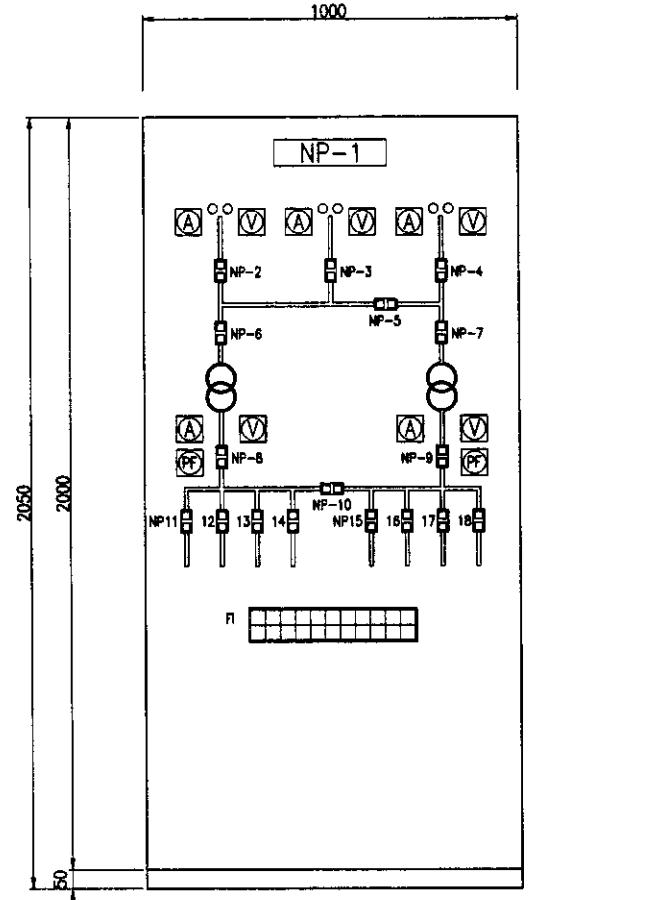 1000
NP-1
A V A V A V
NP-2 NP-3 NP-4
NP-5
NP-6 NP-7
A V A V
PF NP-8 NP-9 PF
NP-10
NP11 12 13 14 NP15 16 17 18
2050
2000
50